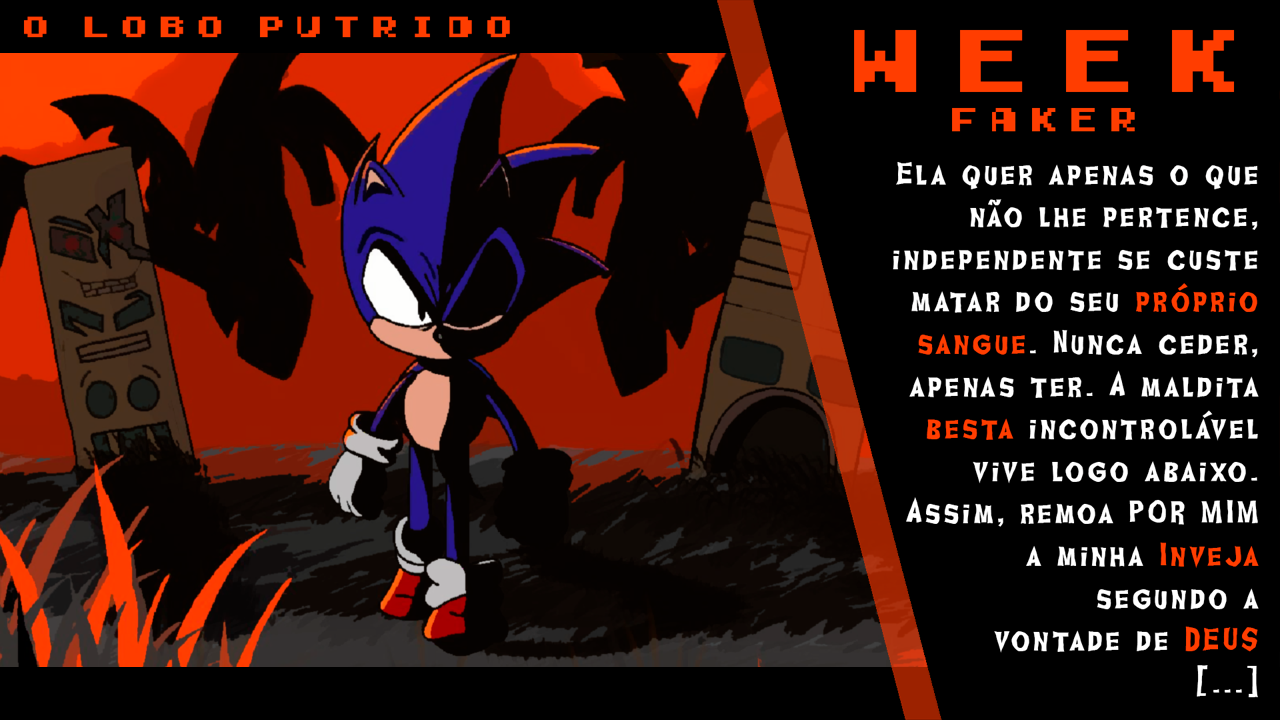 O LOBO PUTRIDO
WEEK
FAKER
Ela quer apenas o que
não lhe pertence,
independente se custe
matar do seu próprio
sangue. Nunca ceder,
apenas ter. A maldita
besta incontrolável
vive logo abaixo.
Assim, remoa POR MIM
a minha Inveja
segundo a
vontade de DEUS
[...]